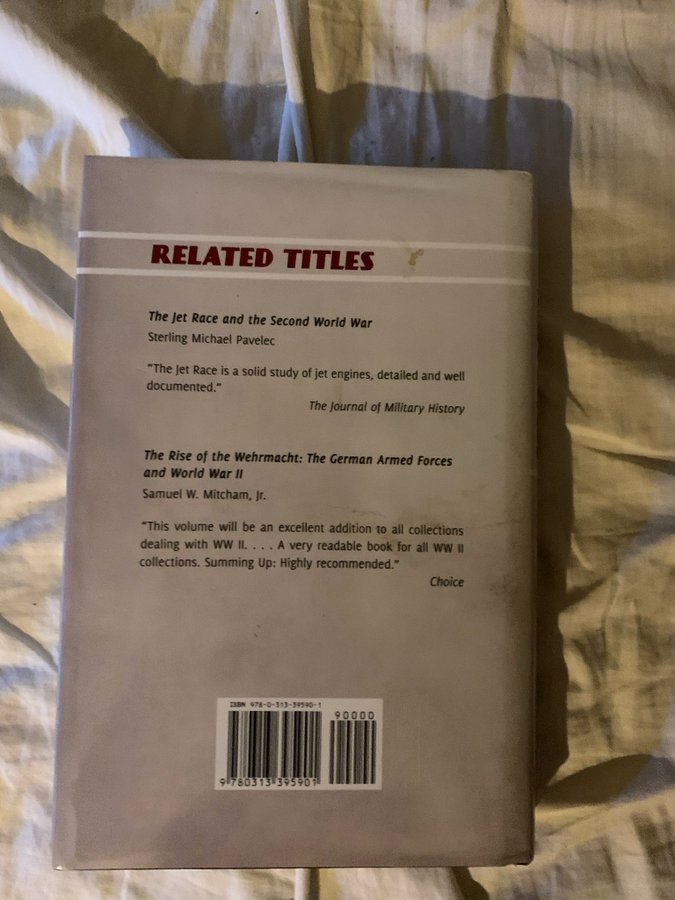 RELATED TITLES
The Jet Race and the Second World War
Sterling Michael Pavelec
"The Jet Race is a solid study of jet engines, detailed and well
documented."
The Journal of Military History
The Rise of the Wehrmacht: The German Armed Forces
and World War II
Samuel W. Mitcham, Jr.
"This volume will be an excellent addition to all collections
dealing with WW II. . . . A very readable book for all WW II
collections. Summing Up: Highly recommended."
Choice
ISBN 978-0-313-39590-1
90000
9 780313 395901